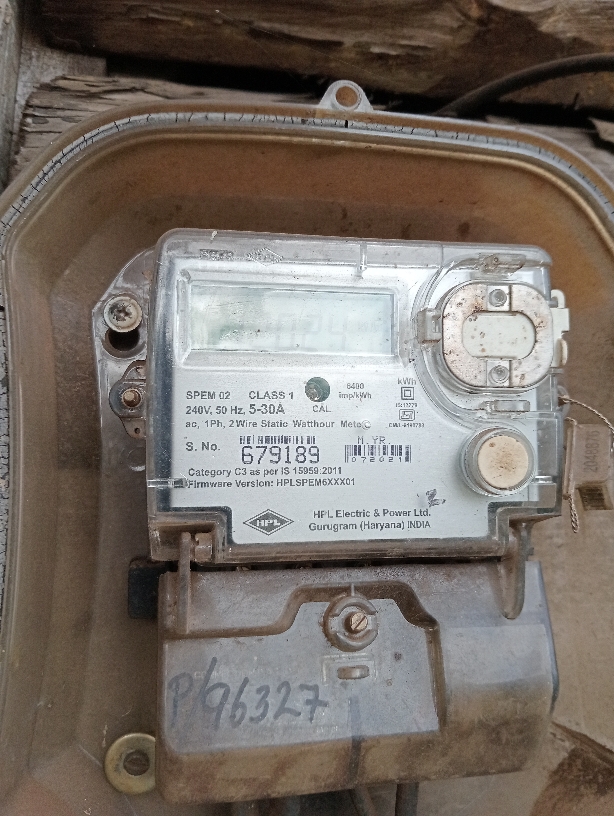 SPEM 02 CLASS 1
6400
imp/kWh
kWh
240V, 50 Hz, 5-30A
CAL
ac, 1Ph, 2Wire Static Watthour Meter
S. No.
679189
M. YR.
072021
Category C3 as per IS 15959:2011
Firmware Version: HPLSPEM6XXX01
HPL
HPL Electric & Power Ltd.
Gurugram (Haryana) INDIA
P/96327